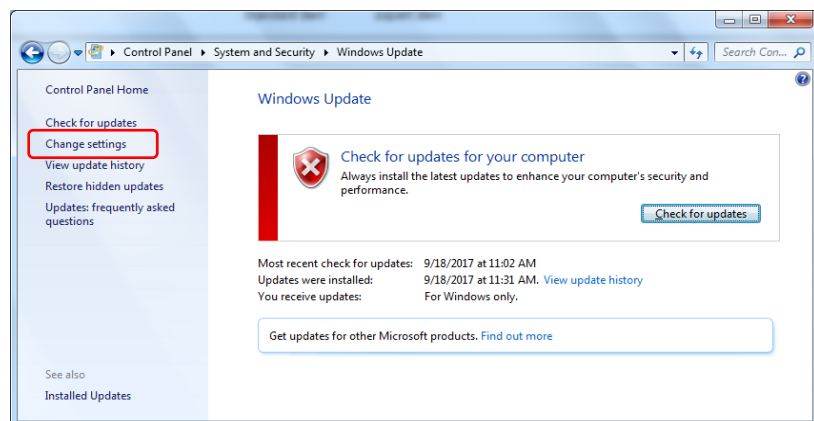 Control Panel ▸ System and Security ▸ Windows Update
Search Con...
Control Panel Home
Check for updates
Change settings
View update history
Restore hidden updates
Updates: frequently asked
questions
See also
Installed Updates
Windows Update
Check for updates for your computer
Always install the latest updates to enhance your computer's security and
performance.
Check for updates
Most recent check for updates: 9/18/2017 at 11:02 AM
Updates were installed: 9/18/2017 at 11:31 AM. View update history
You receive updates: For Windows only.
Get updates for other Microsoft products. Find out more